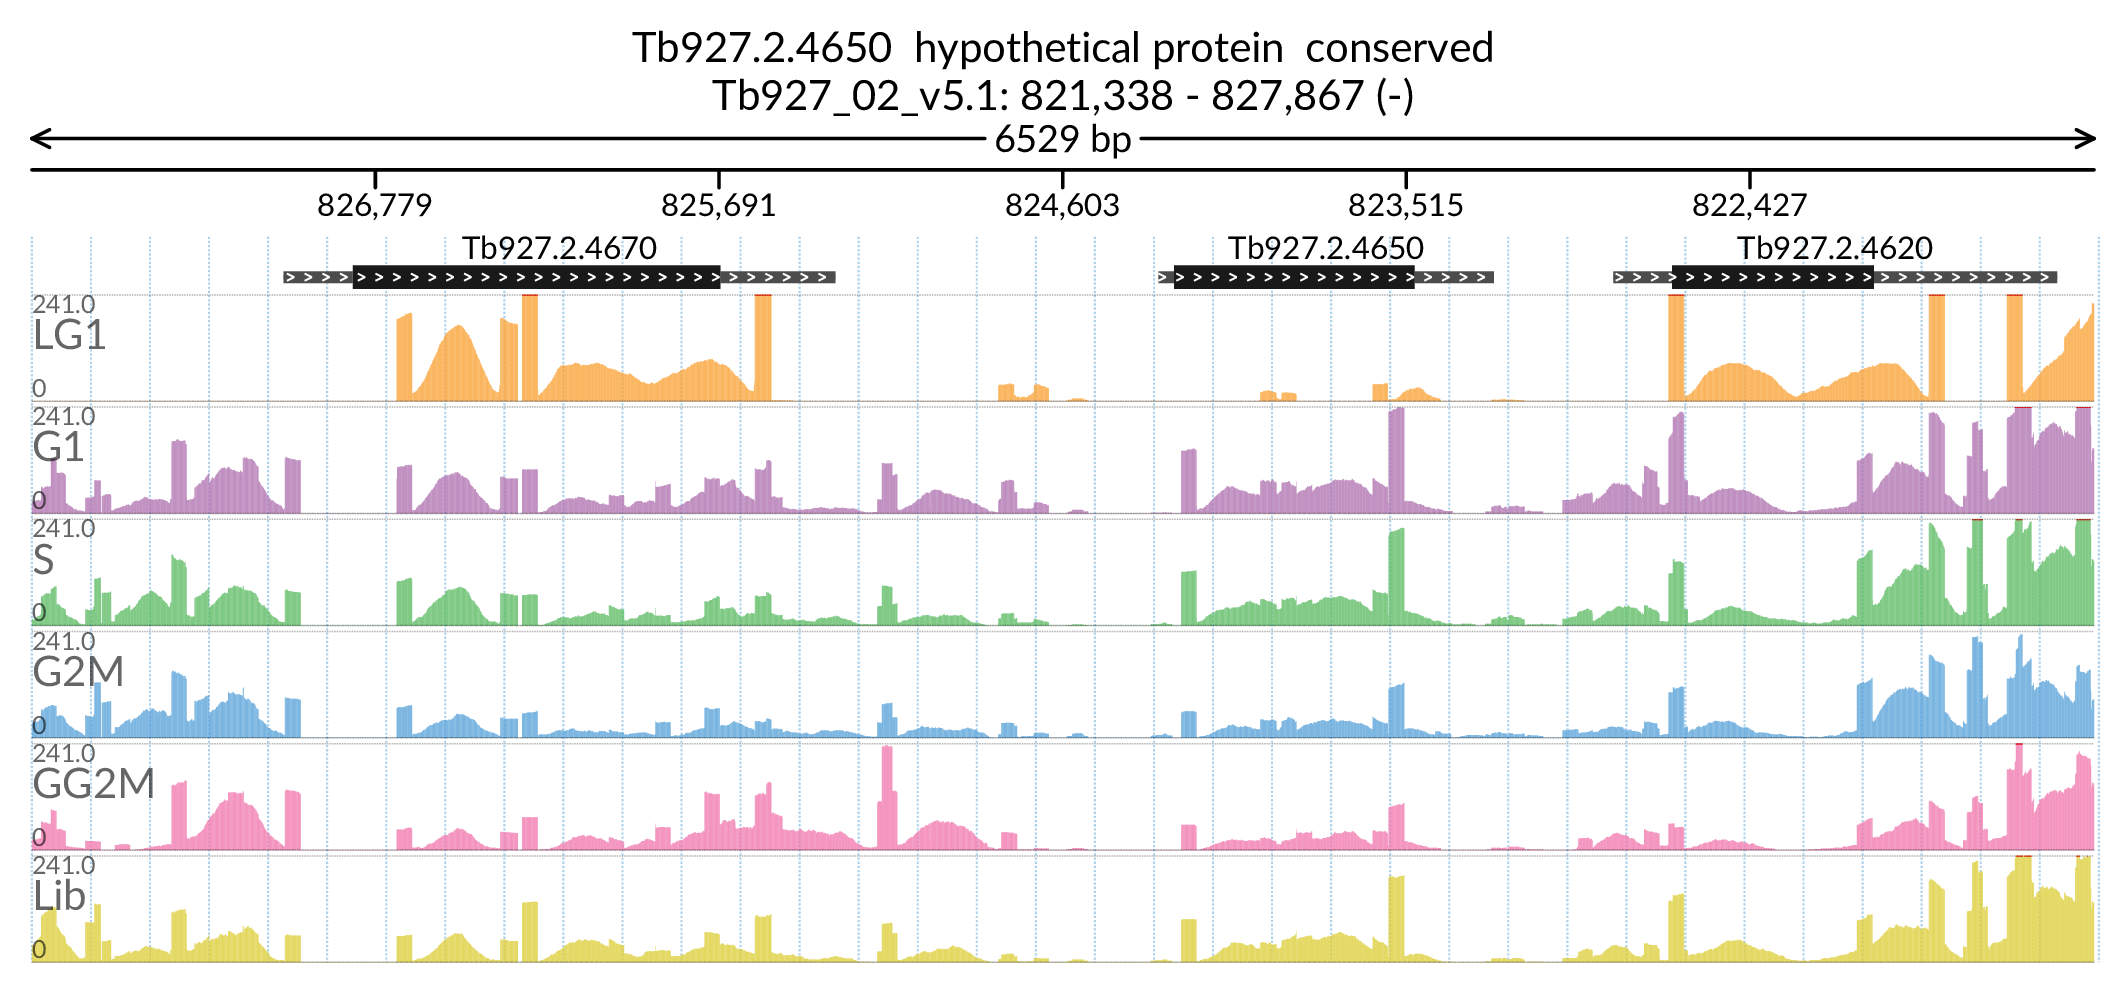 Tb927.2.4650  hypothetical protein  conserved
Tb927_02_v5.1: 821,338 - 827,867 (-)
6529 bp
826,779 825,691 824,603 823,515 822,427
Tb927.2.4670 Tb927.2.4650 Tb927.2.4620
241.0
LG1
0
241.0
G1
0
241.0
S
0
241.0
G2M
0
241.0
GG2M
0
241.0
Lib
0